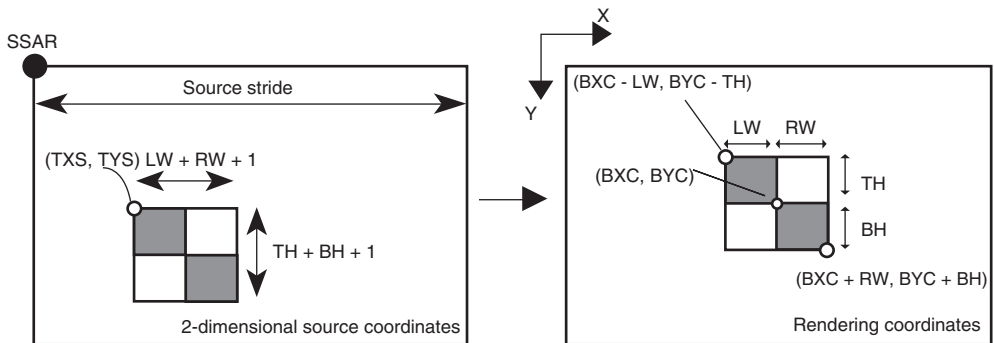 SSAR
Source stride
(TXS, TYS) LW + RW + 1
TH + BH + 1
2-dimensional source coordinates
X
Y
(BXC - LW, BYC - TH)
LW RW
(BXC, BYC)
TH
BH
(BXC + RW, BYC + BH)
Rendering coordinates